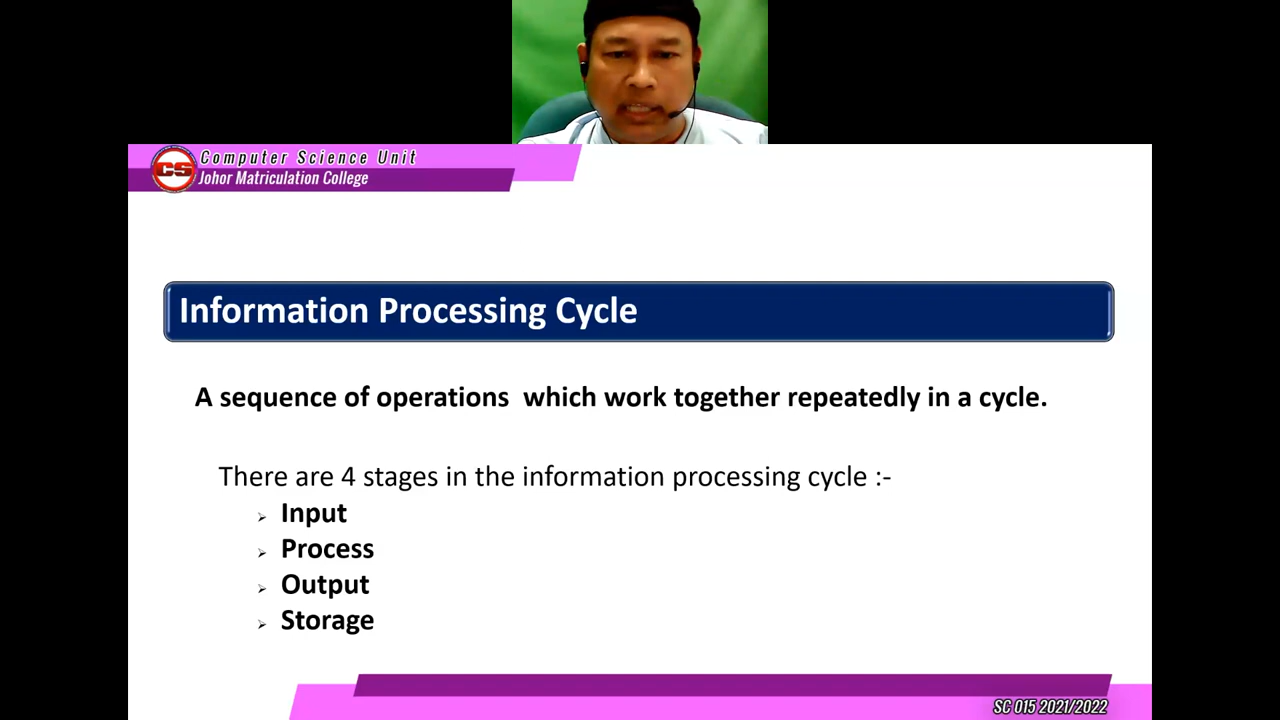 CS
Computer Science Unit
Johor Matriculation College
Information Processing Cycle
A sequence of operations which work together repeatedly in a cycle.
There are 4 stages in the information processing cycle :-
Input
Process
Output
Storage
SC 015 2021/2022